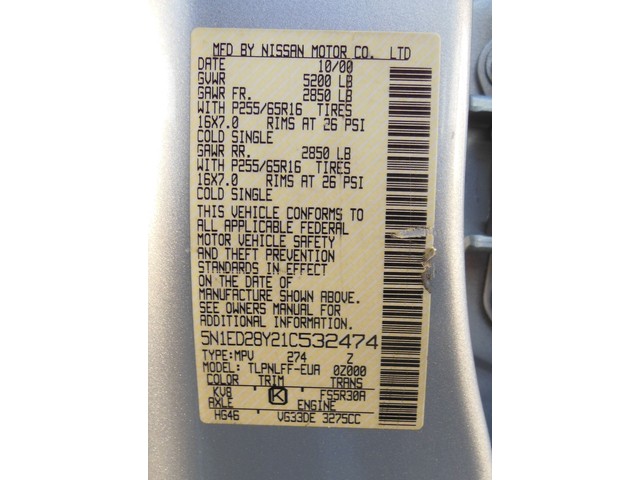 MFD BY NISSAN MOTOR CO. LTD
DATE 10/00
GVWR 5200 LB
GAWR FR. 2850 LB
WITH P255/65R16 TIRES
16X7.0 RIMS AT 26 PSI
COLD SINGLE
GAWR RR. 2850 LB
WITH P255/65R16 TIRES
16X7.0 RIMS AT 26 PSI
COLD SINGLE
THIS VEHICLE CONFORMS TO
ALL APPLICABLE FEDERAL
MOTOR VEHICLE SAFETY
AND THEFT PREVENTION
STANDARDS IN EFFECT
ON THE DATE OF
MANUFACTURE SHOWN ABOVE.
SEE OWNERS MANUAL FOR
ADDITIONAL INFORMATION
5N1ED28Y21C532474
TYPE:MPV 274 Z
MODEL: TLPNLFF-EUA 0Z000
COLOR TRIM TRANS
KV8 K FS5R30A
AXLE ENGINE
HG46 VG33DE 3275CC